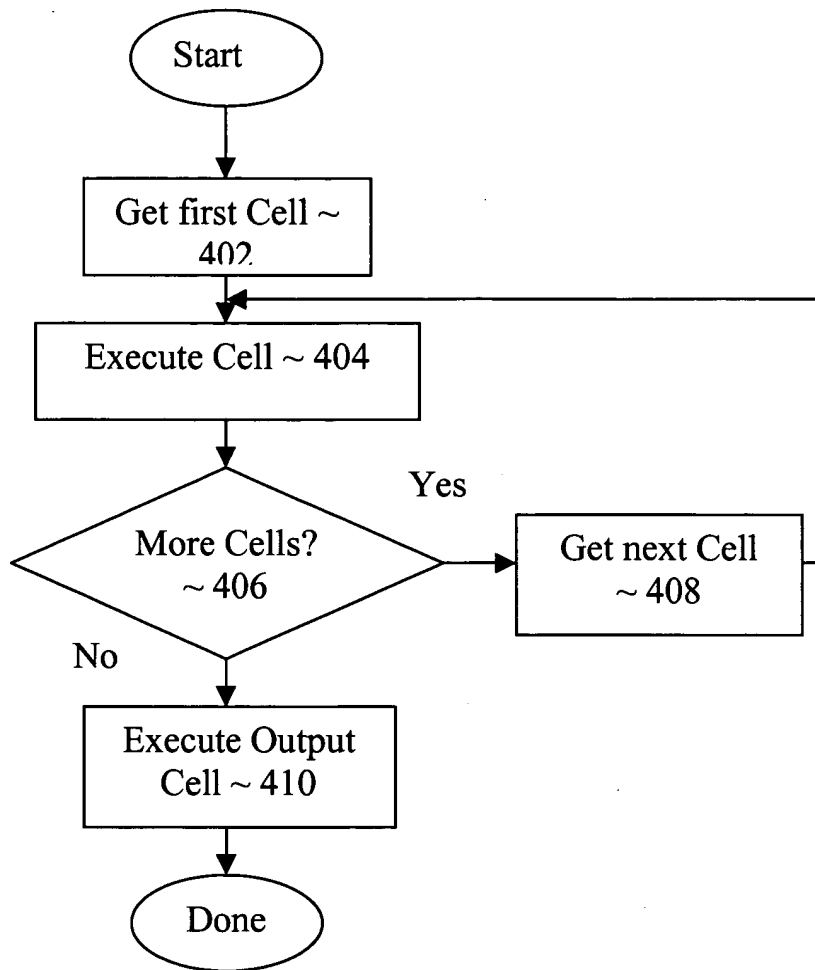 Start
Get first Cell ~
402
Execute Cell ~ 404
Yes
More Cells?
~ 406
Get next Cell
~ 408
No
Execute Output
Cell ~ 410
Done